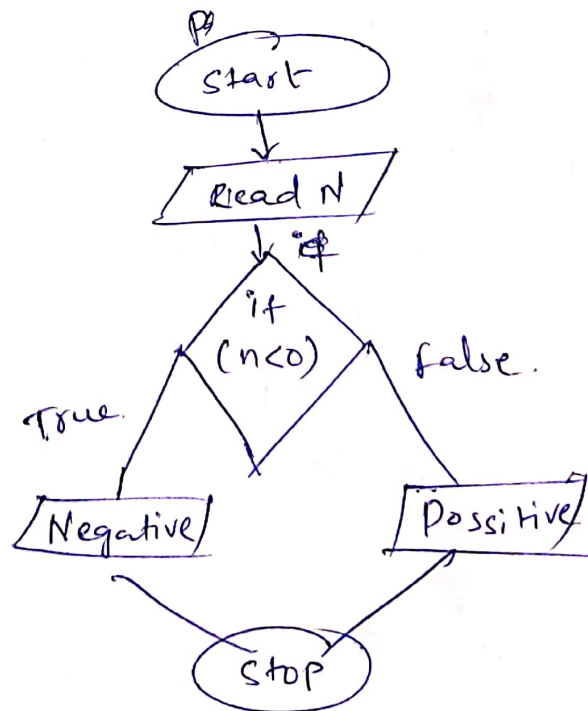 Start
Read N
if
(n<0)
True.
False.
Negative
Possitive
Stop